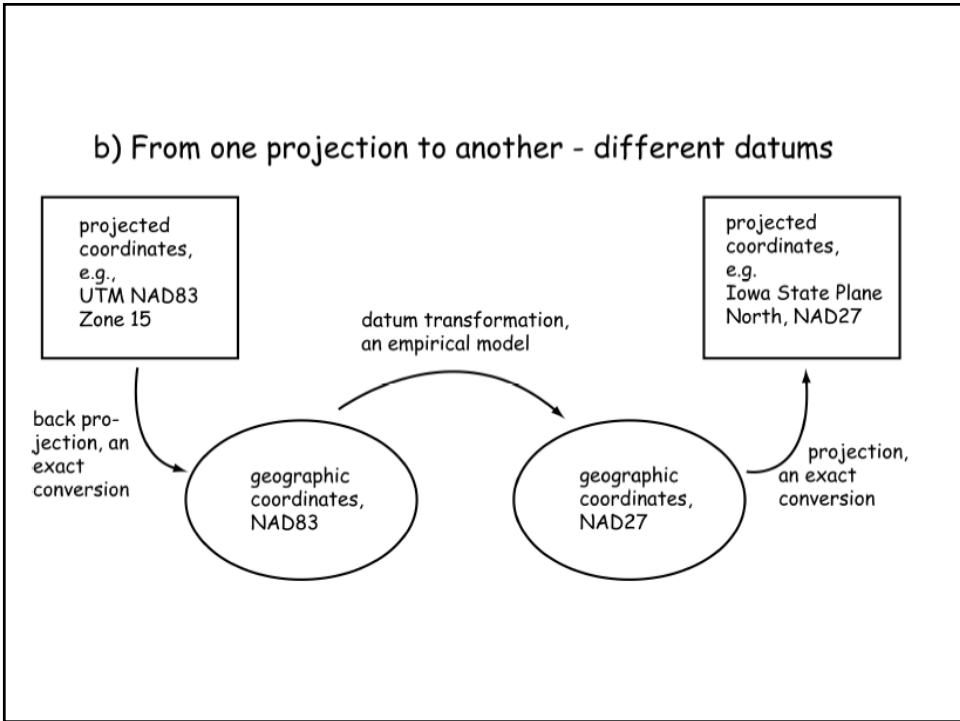 b) From one projection to another - different datums
projected
coordinates,
e.g.,
UTM NAD83
Zone 15
back pro-
jection, an
exact
conversion
geographic
coordinates,
NAD83
datum transformation,
an empirical model
geographic
coordinates,
NAD27
projection,
an exact
conversion
projected
coordinates,
e.g.
Iowa State Plane
North, NAD27